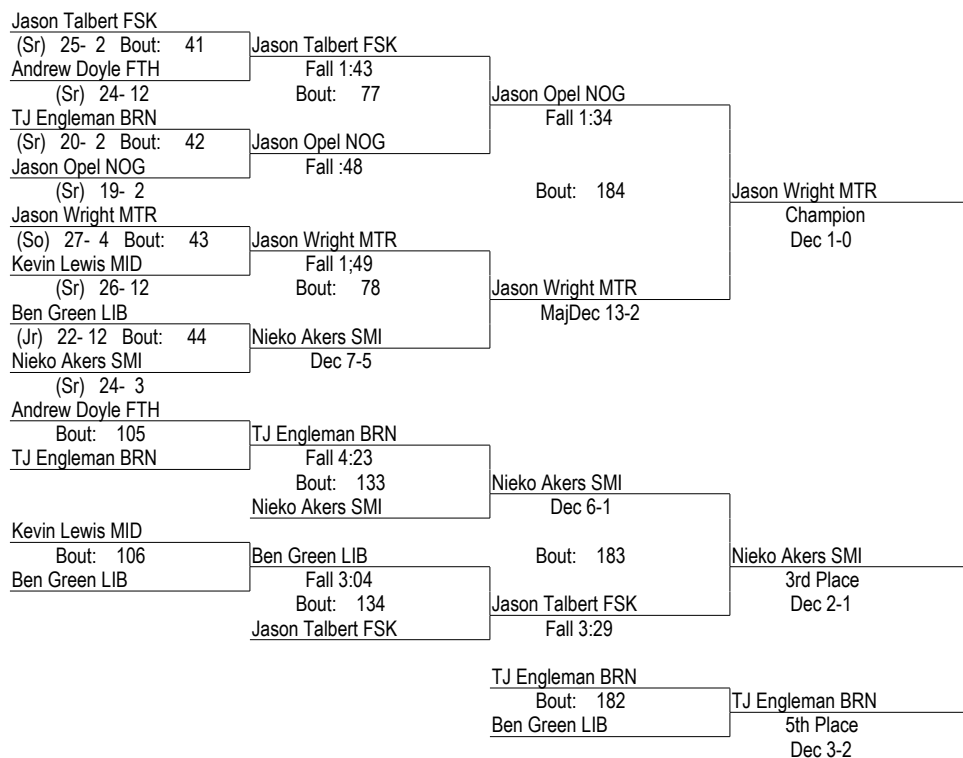 Jason Talbert FSK
(Sr) 25- 2 Bout: 41
Jason Talbert FSK
Andrew Doyle FTH
Fall 1:43
(Sr) 24- 12
Bout: 77
Jason Opel NOG
TJ Engleman BRN
Fall 1:34
(Sr) 20- 2 Bout: 42
Jason Opel NOG
Jason Opel NOG
Fall :48
(Sr) 19- 2
Bout: 184
Jason Wright MTR
Jason Wright MTR
Champion
(So) 27- 4 Bout: 43
Jason Wright MTR
Dec 1-0
Kevin Lewis MID
Fall 1;49
(Sr) 26- 12
Bout: 78
Jason Wright MTR
Ben Green LIB
MajDec 13-2
(Jr) 22- 12 Bout: 44
Nieko Akers SMI
Nieko Akers SMI
Dec 7-5
(Sr) 24- 3
Andrew Doyle FTH
Bout: 105
TJ Engleman BRN
TJ Engleman BRN
Fall 4:23
Bout: 133
Nieko Akers SMI
Nieko Akers SMI
Dec 6-1
Kevin Lewis MID
Bout: 106
Ben Green LIB
Bout: 183
Nieko Akers SMI
Ben Green LIB
Fall 3:04
3rd Place
Bout: 134
Jason Talbert FSK
Dec 2-1
Jason Talbert FSK
Fall 3:29
TJ Engleman BRN
Bout: 182
TJ Engleman BRN
Ben Green LIB
5th Place
Dec 3-2